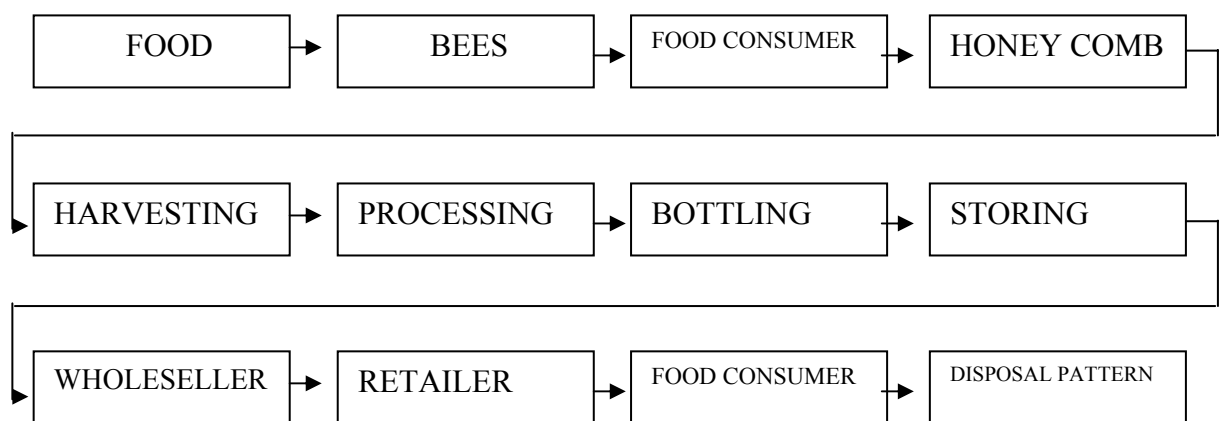 FOOD
BEES
FOOD CONSUMER
HONEY COMB
HARVESTING
PROCESSING
BOTTLING
STORING
WHOLESELLER
RETAILER
FOOD CONSUMER
DISPOSAL PATTERN